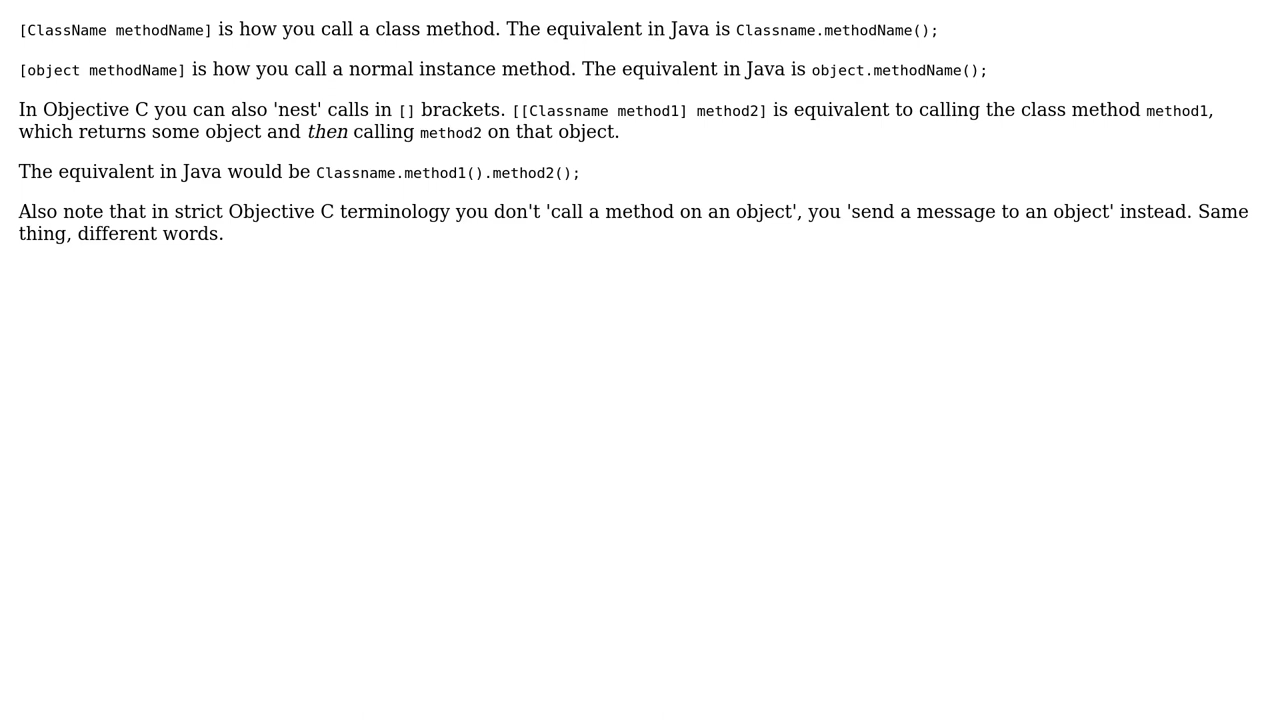 [ClassName methodName] is how you call a class method. The equivalent in Java is Classname.methodName();
[object methodName] is how you call a normal instance method. The equivalent in Java is object.methodName();
In Objective C you can also 'nest' calls in [] brackets. [[Classname method1] method2] is equivalent to calling the class method method1,
which returns some object and then calling method2 on that object.
The equivalent in Java would be Classname.method1().method2();
Also note that in strict Objective C terminology you don't 'call a method on an object', you 'send a message to an object' instead. Same
thing, different words.